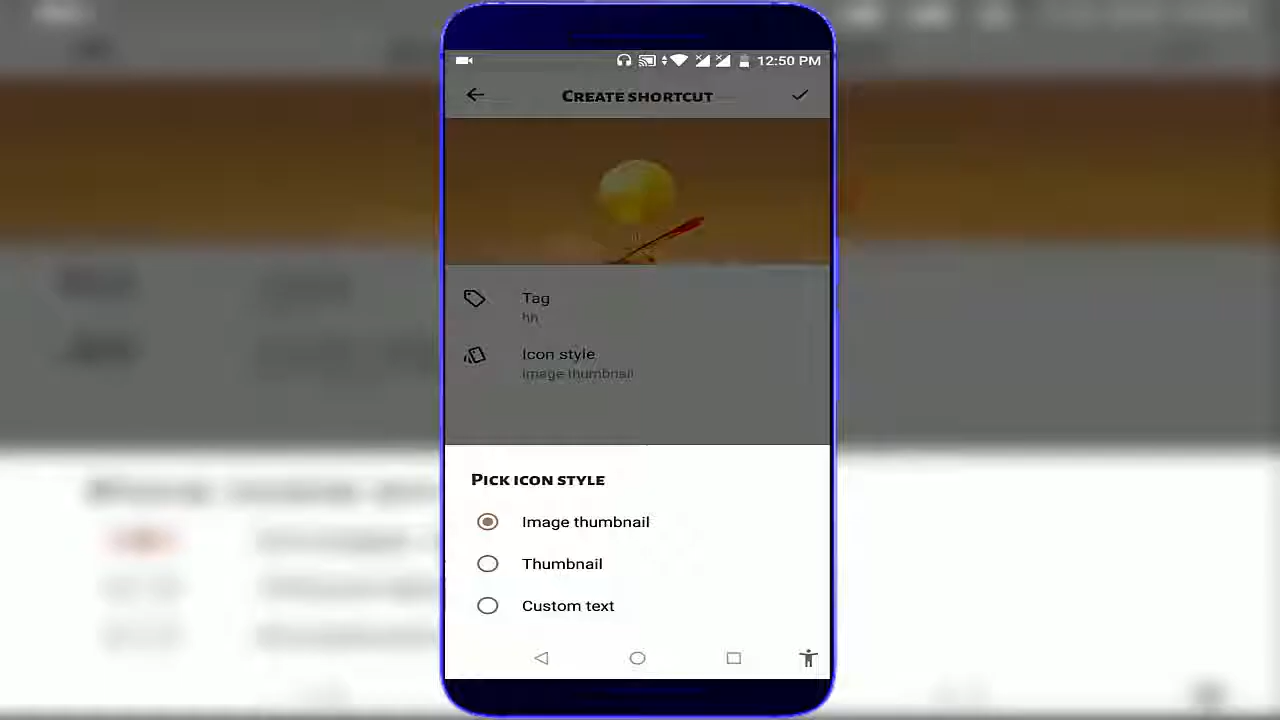 12:50 PM
Create shortcut
Tag
hh
Icon style
Image thumbnail
Pick icon style
Image thumbnail
Thumbnail
Custom text